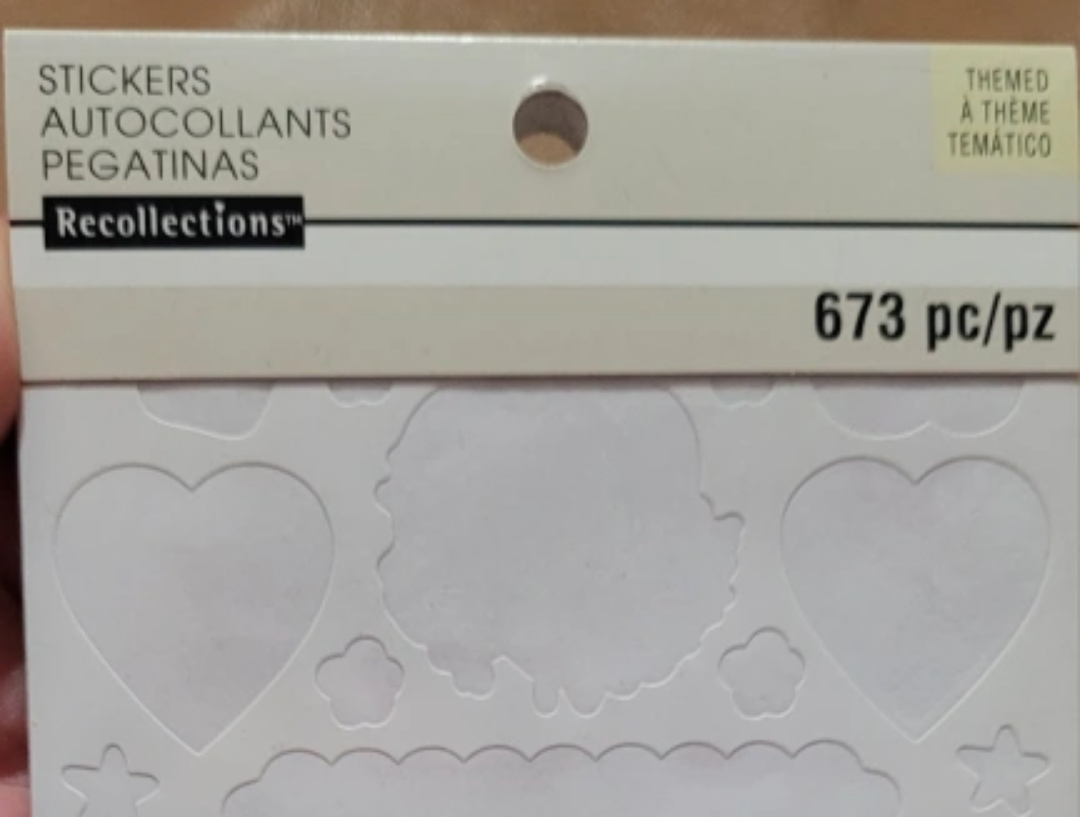 STICKERS
AUTOCOLLANTS
PEGATINAS
Recollections™
THEMED
À THÈME
TEMÁTICO
673 pc/pz